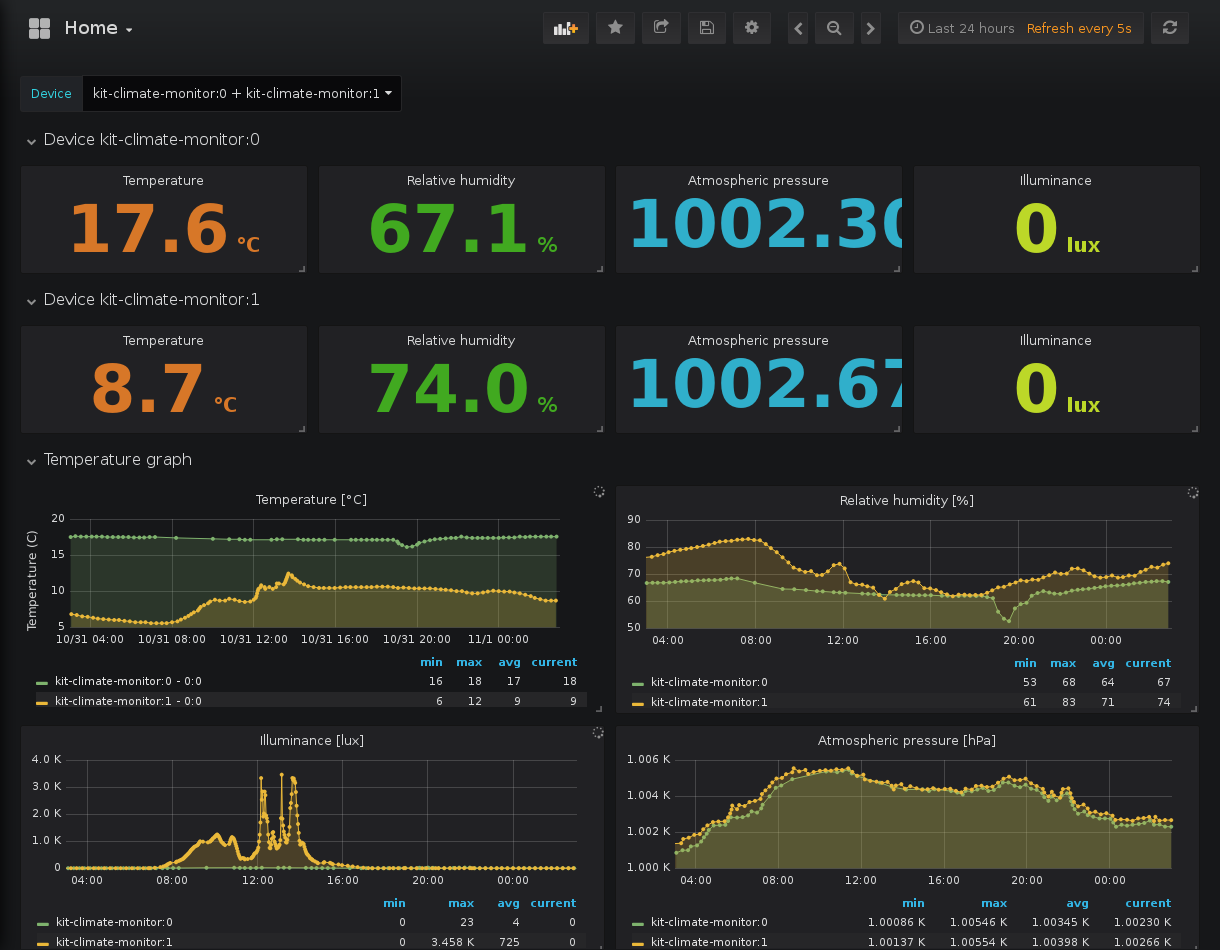 Home
Last 24 hours Refresh every 5s
Device kit-climate-monitor:0 + kit-climate-monitor:1
Device kit-climate-monitor:0
Temperature Relative humidity Atmospheric pressure Illuminance
17.6 °C 67.1 % 1002.30 0 lux
Device kit-climate-monitor:1
Temperature Relative humidity Atmospheric pressure Illuminance
8.7 °C 74.0 % 1002.67 0 lux
Temperature graph
Temperature [°C]
Temperature (C)
20
15
10
5
10/31 04:00 10/31 08:00 10/31 12:00 10/31 16:00 10/31 20:00 11/1 00:00
min max avg current
kit-climate-monitor:0 - 0:0 16 18 17 18
kit-climate-monitor:1 - 0:0 6 12 9 9
Relative humidity [%]
90
80
70
60
50
04:00 08:00 12:00 16:00 20:00 00:00
min max avg current
kit-climate-monitor:0 53 68 64 67
kit-climate-monitor:1 61 83 71 74
Illuminance [lux]
4.0 K
3.0 K
2.0 K
1.0 K
0
04:00 08:00 12:00 16:00 20:00 00:00
min max avg current
kit-climate-monitor:0 0 23 4 0
kit-climate-monitor:1 0 3.458 K 725 0
Atmospheric pressure [hPa]
1.006 K
1.004 K
1.002 K
1.000 K
04:00 08:00 12:00 16:00 20:00 00:00
min max avg current
kit-climate-monitor:0 1.00086 K 1.00546 K 1.00345 K 1.00230 K
kit-climate-monitor:1 1.00137 K 1.00554 K 1.00398 K 1.00266 K